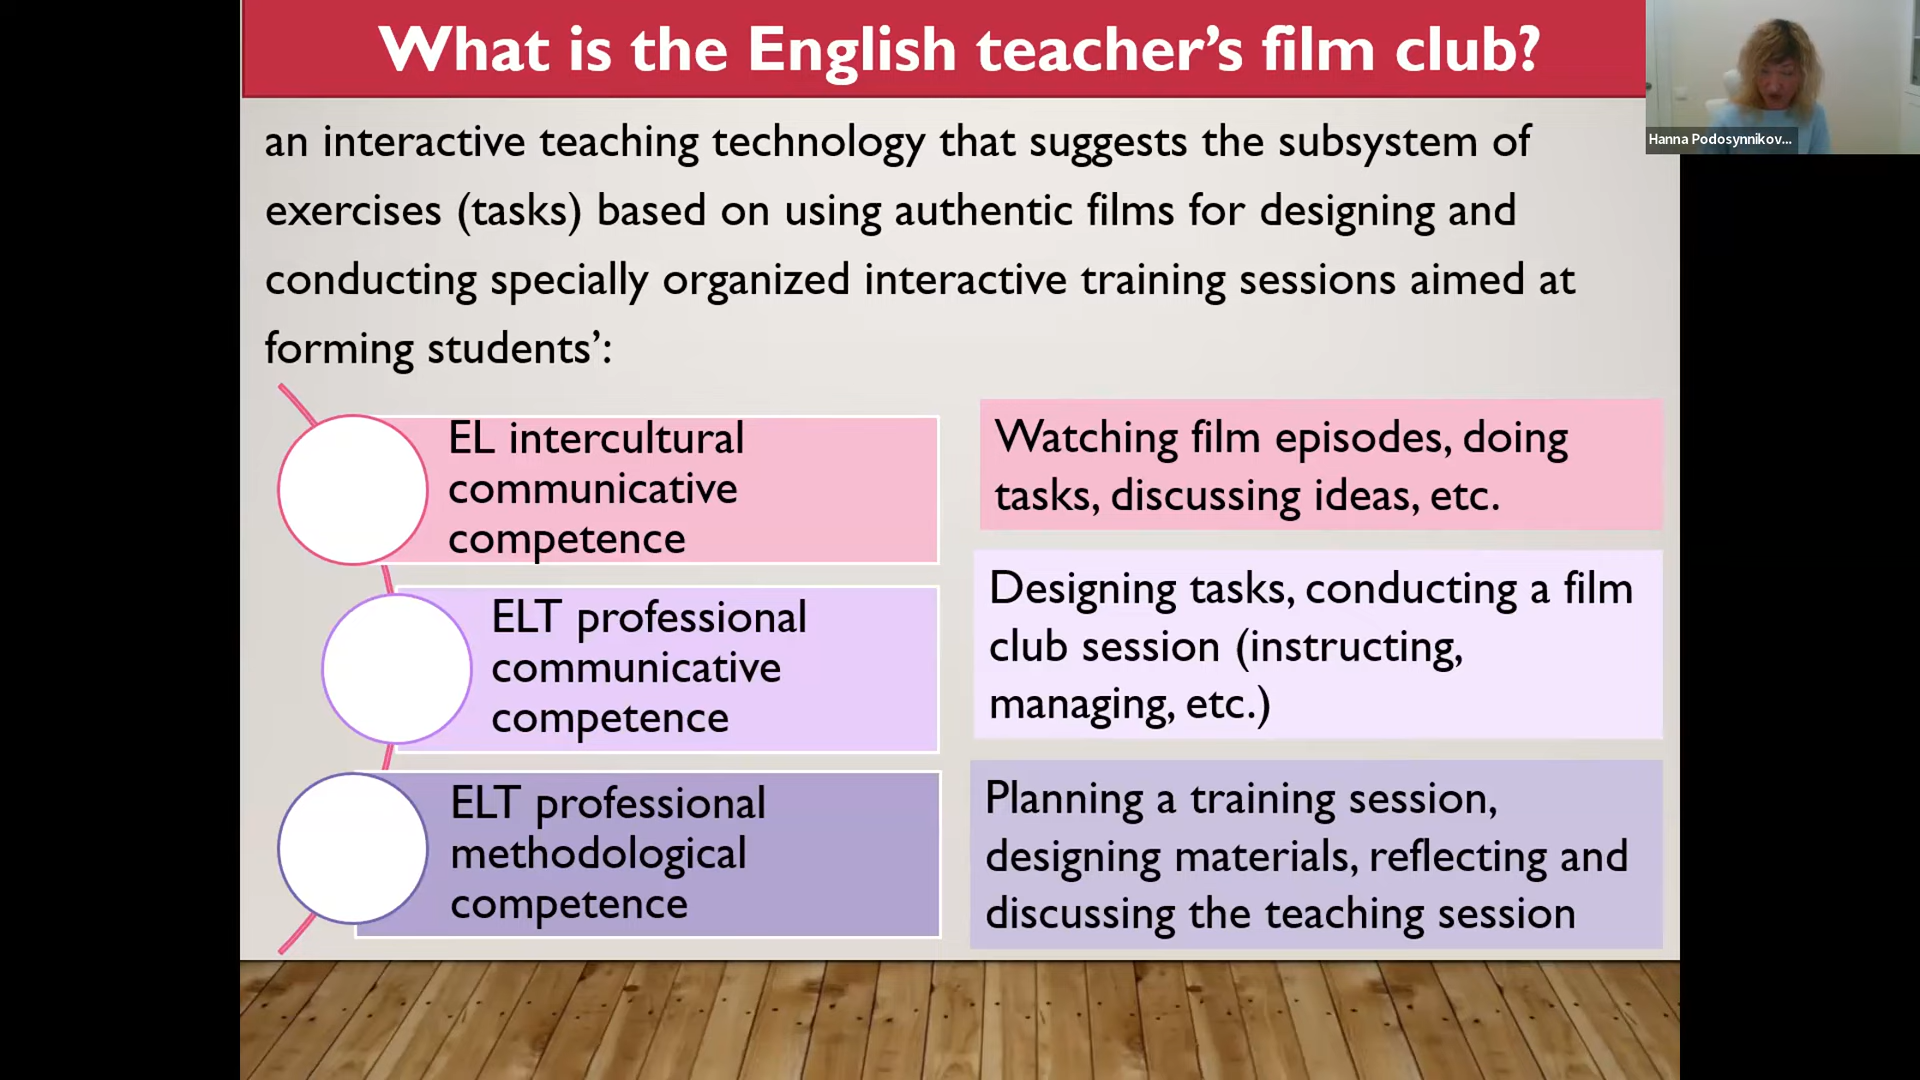 What is the English teacher's film club?
an interactive teaching technology that suggests the subsystem of
exercises (tasks) based on using authentic films for designing and
conducting specially organized interactive training sessions aimed at
forming students':
EL intercultural
communicative
competence
Watching film episodes, doing
tasks, discussing ideas, etc.
ELT professional
communicative
competence
Designing tasks, conducting a film
club session (instructing,
managing, etc.)
ELT professional
methodological
competence
Planning a training session,
designing materials, reflecting and
discussing the teaching session
Hanna Podosynnikov...